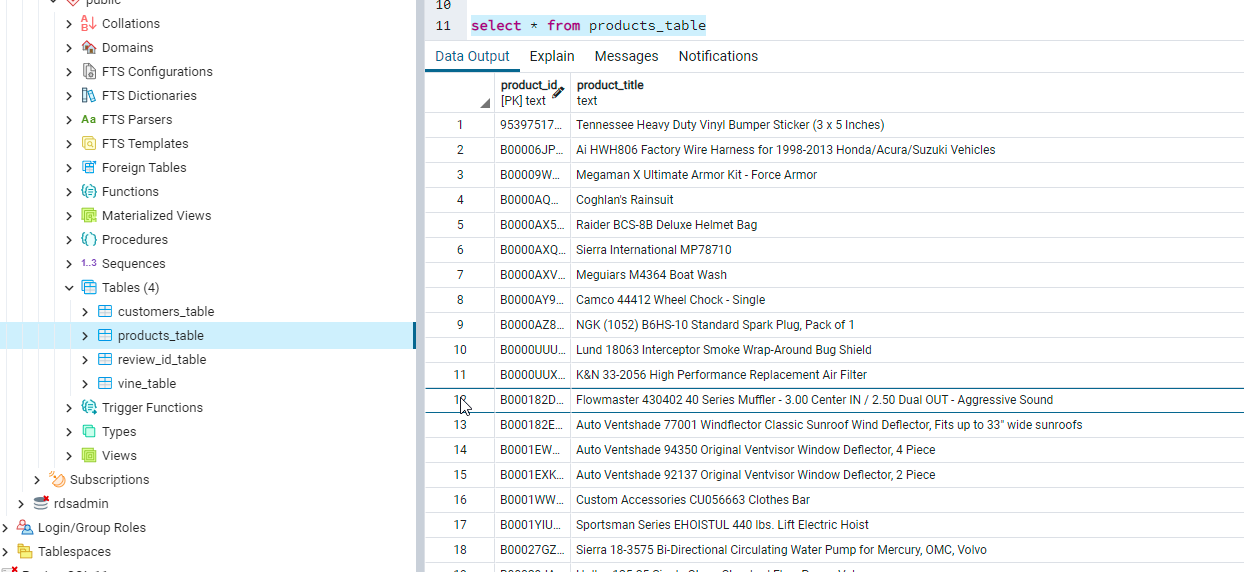 public
Collations
Domains
FTS Configurations
FTS Dictionaries
Aa FTS Parsers
FTS Templates
Foreign Tables
Functions
Materialized Views
Procedures
1..3 Sequences
Tables (4)
customers_table
products_table
review_id_table
vine_table
Trigger Functions
Types
Views
Subscriptions
rdsadmin
Login/Group Roles
Tablespaces
10
11 select * from products_table
Data Output Explain Messages Notifications
product_id product_title
[PK] text text
1 95397517... Tennessee Heavy Duty Vinyl Bumper Sticker (3 x 5 Inches)
2 B00006JP... Ai HWH806 Factory Wire Harness for 1998-2013 Honda/Acura/Suzuki Vehicles
3 B00009W... Megaman X Ultimate Armor Kit - Force Armor
4 B0000AQ... Coghlan's Rainsuit
5 B0000AX5... Raider BCS-8B Deluxe Helmet Bag
6 B0000AXQ... Sierra International MP78710
7 B0000AXV... Meguiars M4364 Boat Wash
8 B0000AY9... Camco 44412 Wheel Chock - Single
9 B0000AZ8... NGK (1052) B6HS-10 Standard Spark Plug, Pack of 1
10 B0000UUU... Lund 18063 Interceptor Smoke Wrap-Around Bug Shield
11 B0000UUX... K&N 33-2056 High Performance Replacement Air Filter
12 B000182D... Flowmaster 430402 40 Series Muffler - 3.00 Center IN / 2.50 Dual OUT - Aggressive Sound
13 B000182E... Auto Ventshade 77001 Windflector Classic Sunroof Wind Deflector, Fits up to 33" wide sunroofs
14 B0001EW... Auto Ventshade 94350 Original Ventvisor Window Deflector, 4 Piece
15 B0001EXK... Auto Ventshade 92137 Original Ventvisor Window Deflector, 2 Piece
16 B0001WW... Custom Accessories CU056663 Clothes Bar
17 B0001YIU... Sportsman Series EHOISTUL 440 lbs. Lift Electric Hoist
18 B00027GZ... Sierra 18-3575 Bi-Directional Circulating Water Pump for Mercury, OMC, Volvo